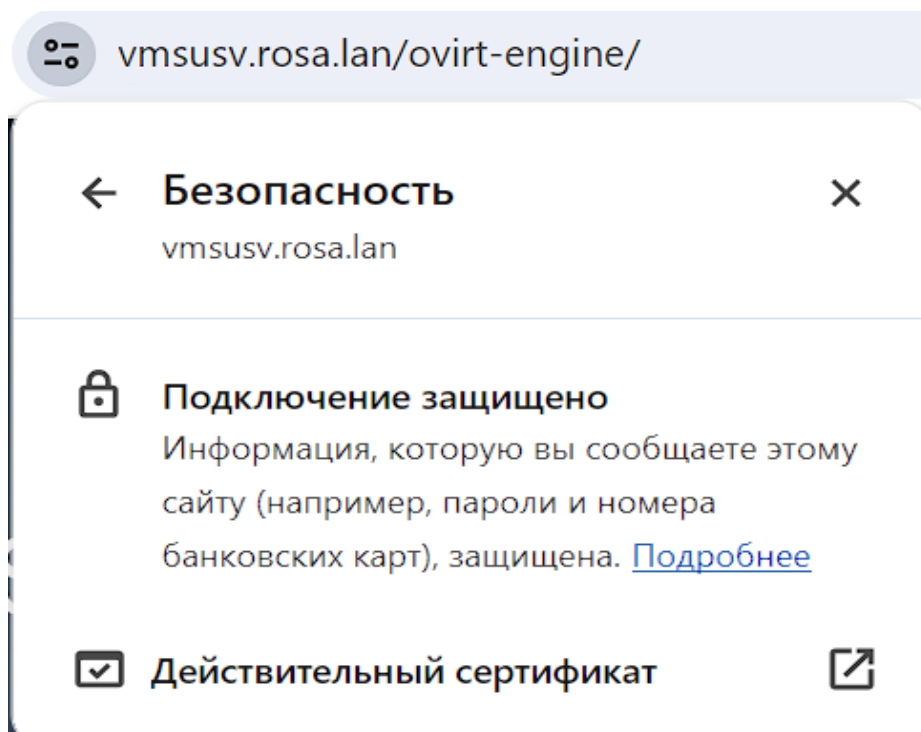 vmsusv.rosa.lan/ovirt-engine/
Безопасность
vmsusv.rosa.lan
Подключение защищено
Информация, которую вы сообщаете этому
сайту (например, пароли и номера
банковских карт), защищена. Подробнее
Действительный сертификат